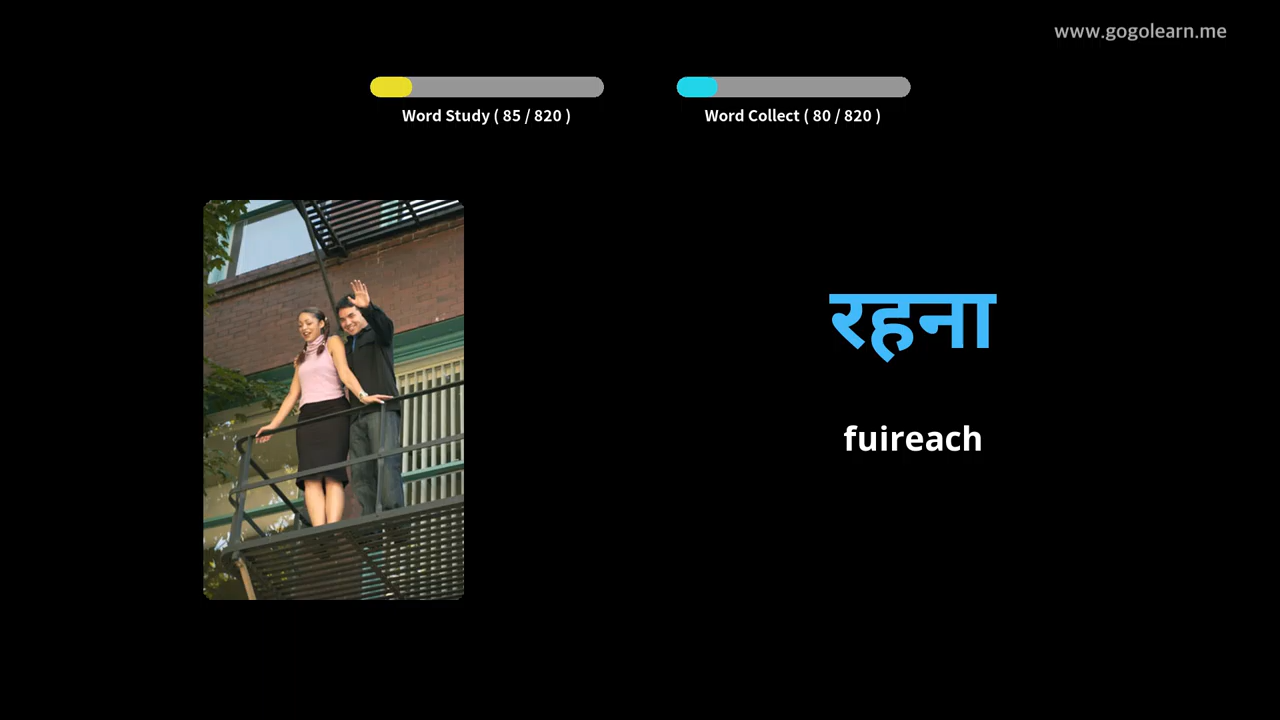 www.gogolearn.me
Word Study ( 85 / 820 )
Word Collect ( 80 / 820 )
रहना
fuireach